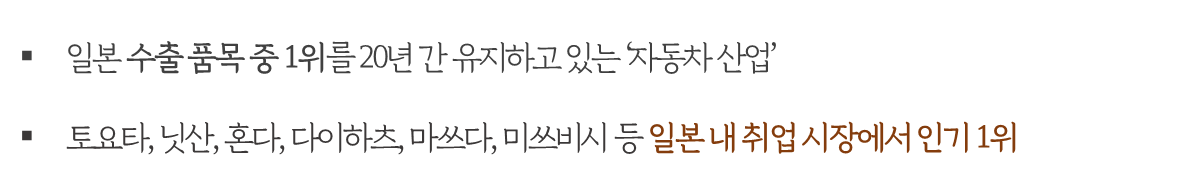 ▪ 일본 수출 품목 중 1위를 20년 간 유지하고 있는 ‘자동차 산업’
▪ 토요타, 닛산, 혼다, 다이하츠, 마쓰다, 미쓰비시 등 일본 내 취업 시장에서 인기 1위